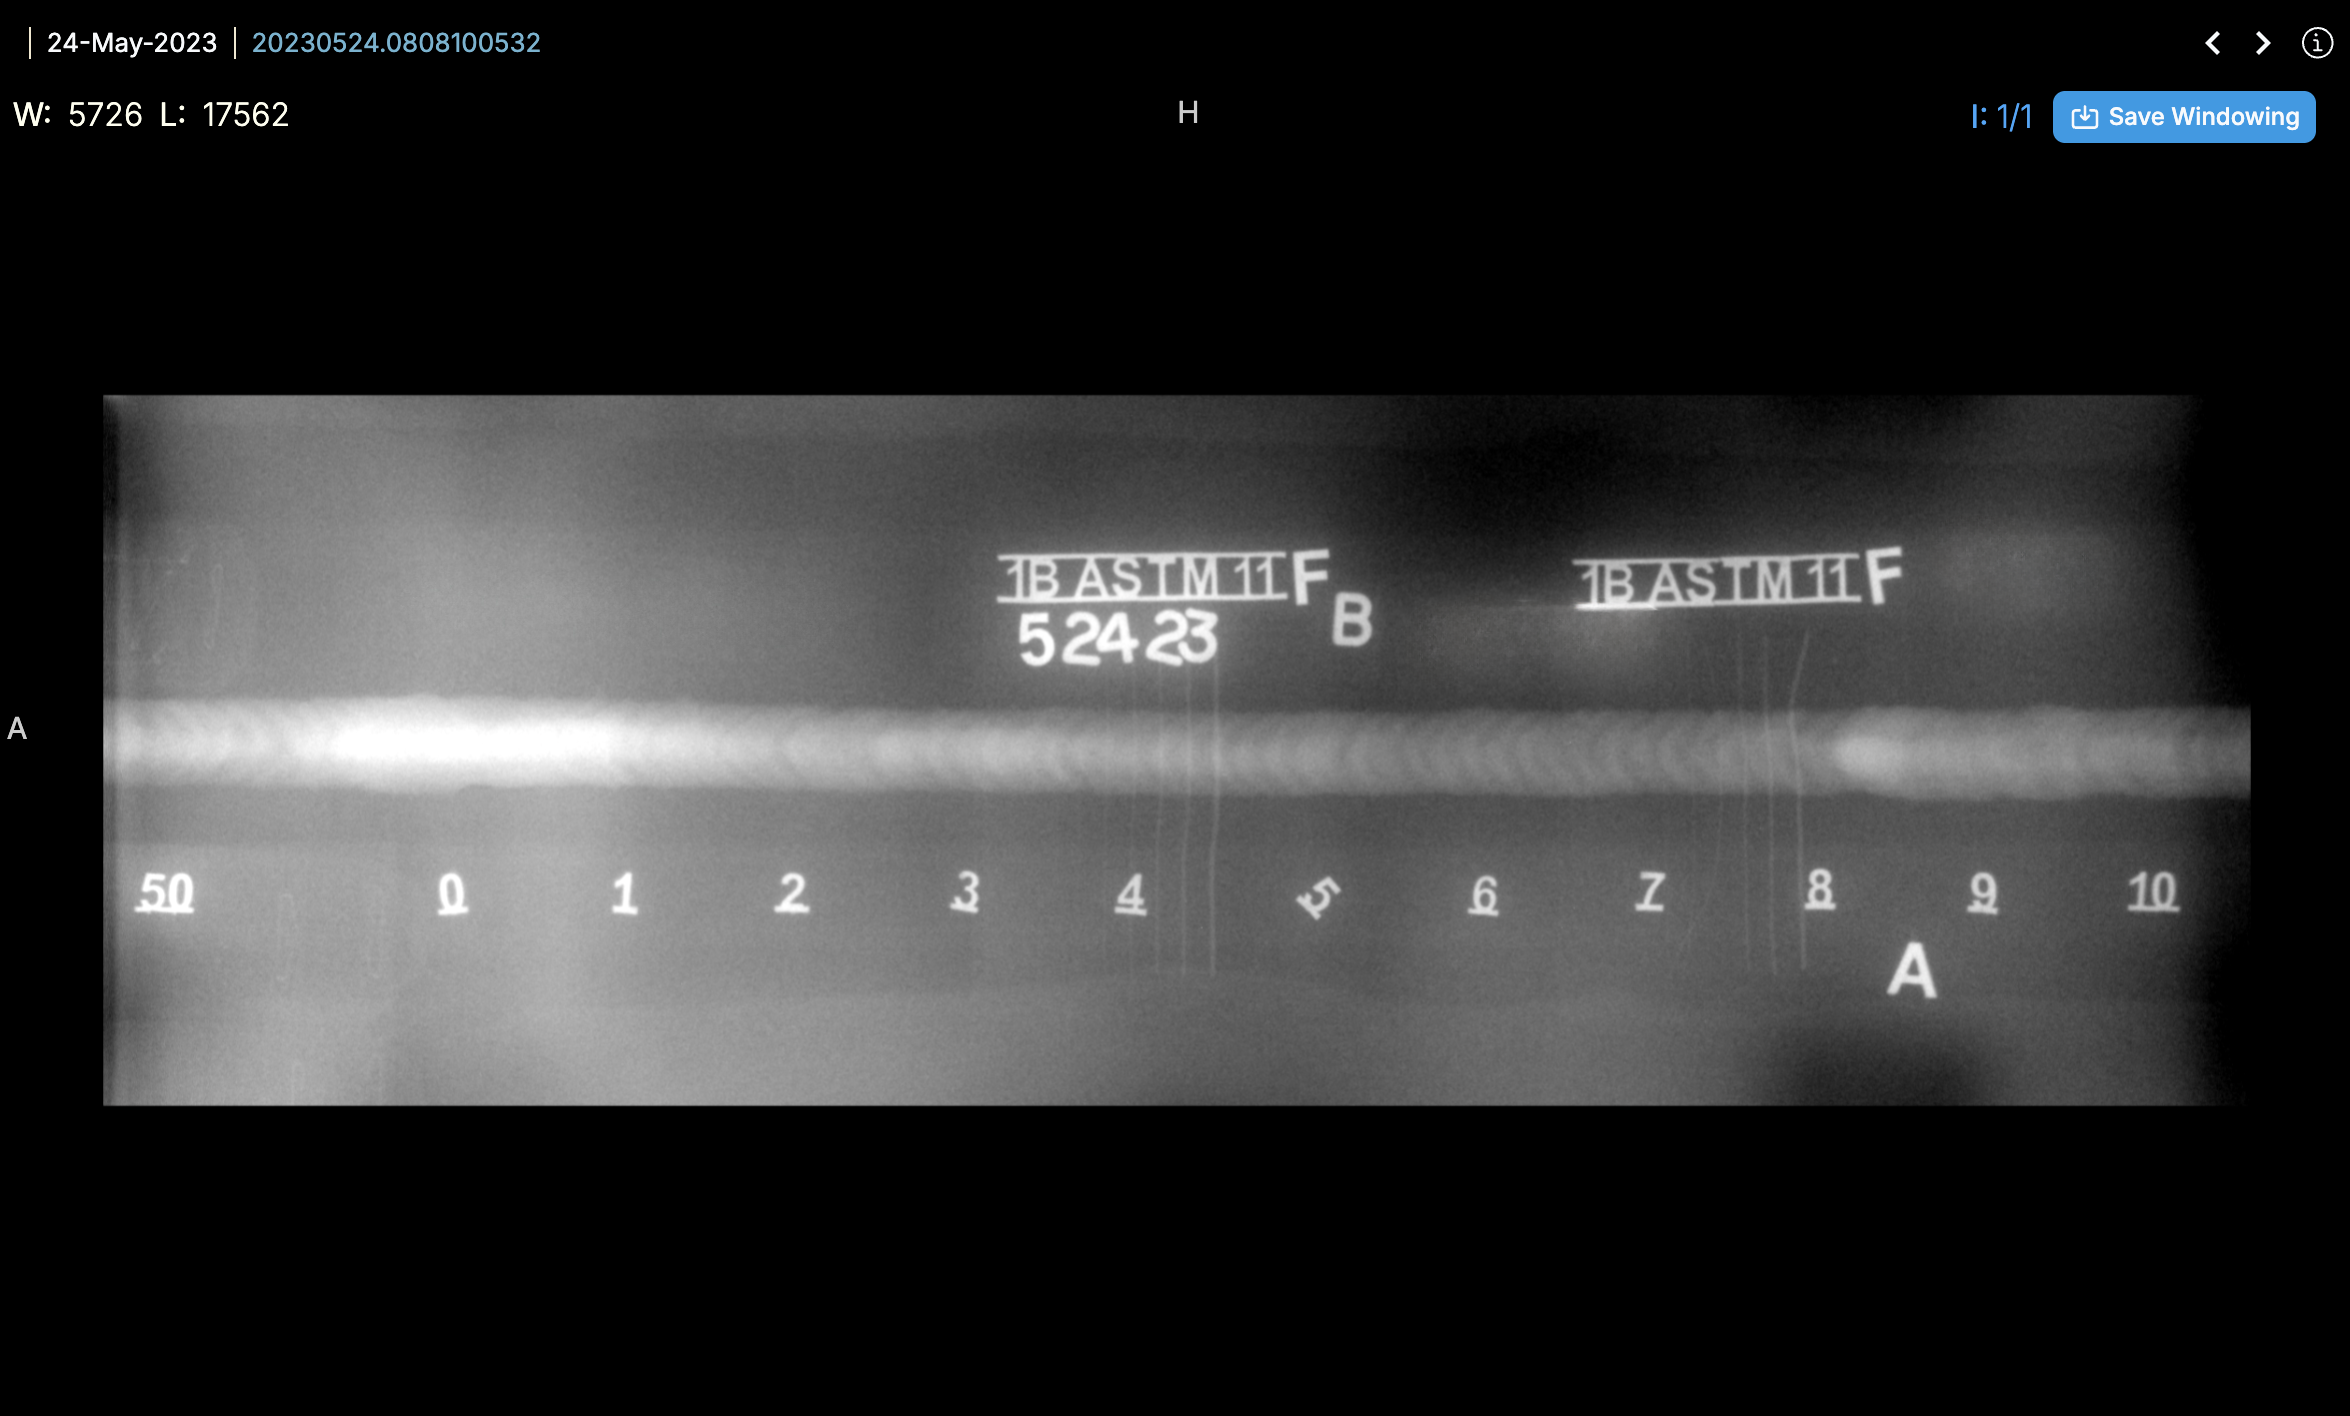 24-May-2023 20230524.0808100532
W: 5726 L: 17562
H
I: 1/1
Save Windowing
1B ASTM 11 F
1B ASTM 11 F
B
5 24 23
A
50 0 1 2 3 4 5 6 7 8 9 10
A